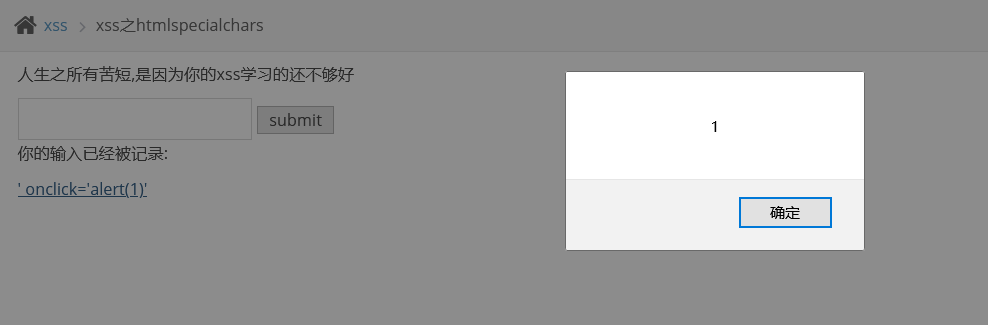 xss > xss之htmlspecialchars
人生之所有苦短,是因为你的xss学习的还不够好
submit
你的输入已经被记录:
' onclick='alert(1)'
1
确定